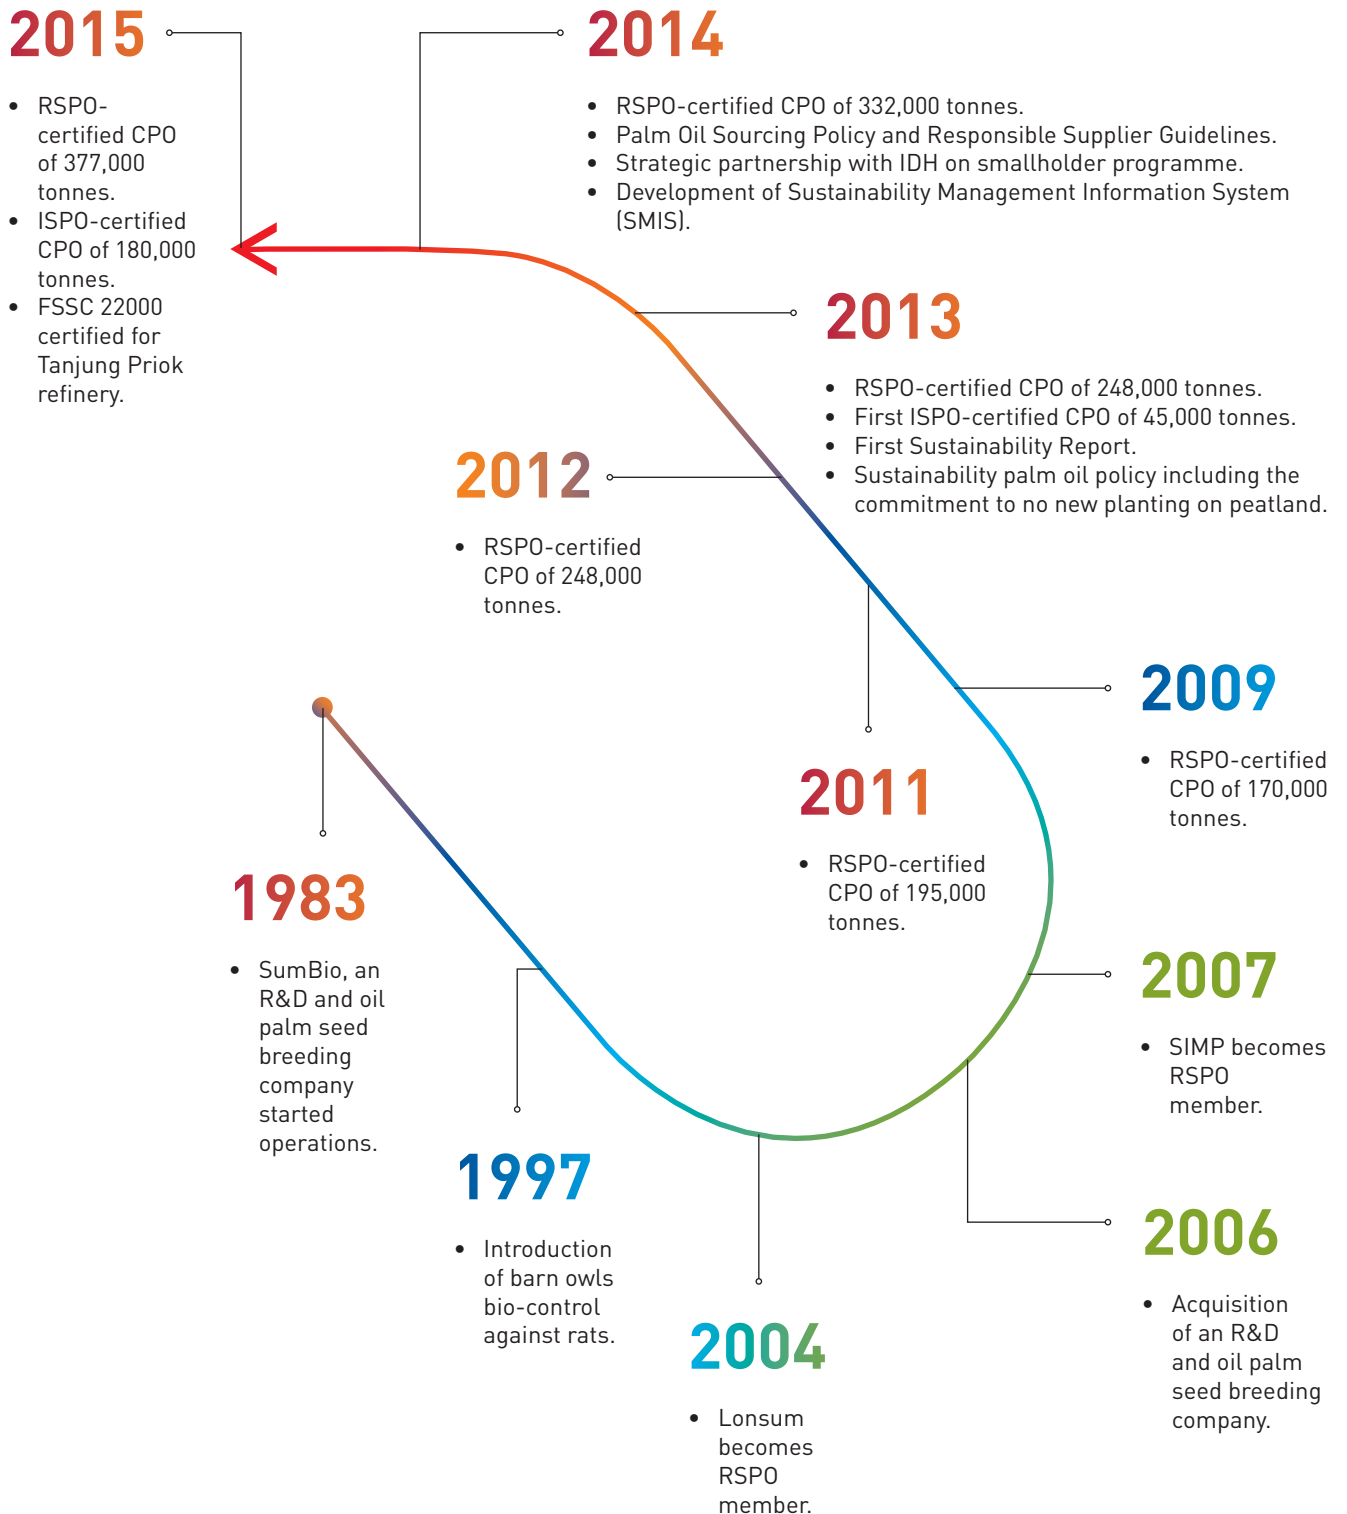 2015
• RSPO-
certified CPO
of 377,000
tonnes.
• ISPO-certified
CPO of 180,000
tonnes.
• FSSC 22000
certified for
Tanjung Priok
refinery.
2014
• RSPO-certified CPO of 332,000 tonnes.
• Palm Oil Sourcing Policy and Responsible Supplier Guidelines.
• Strategic partnership with IDH on smallholder programme.
• Development of Sustainability Management Information System
(SMIS).
2013
• RSPO-certified CPO of 248,000 tonnes.
• First ISPO-certified CPO of 45,000 tonnes.
• First Sustainability Report.
• Sustainability palm oil policy including the
commitment to no new planting on peatland.
2012
• RSPO-certified
CPO of 248,000
tonnes.
2009
• RSPO-certified
CPO of 170,000
tonnes.
2011
• RSPO-certified
CPO of 195,000
tonnes.
1983
• SumBio, an
R&D and oil
palm seed
breeding
company
started
operations.
2007
• SIMP becomes
RSPO
member.
1997
• Introduction
of barn owls
bio-control
against rats.
2006
• Acquisition
of an R&D
and oil palm
seed breeding
company.
2004
• Lonsum
becomes
RSPO
member.